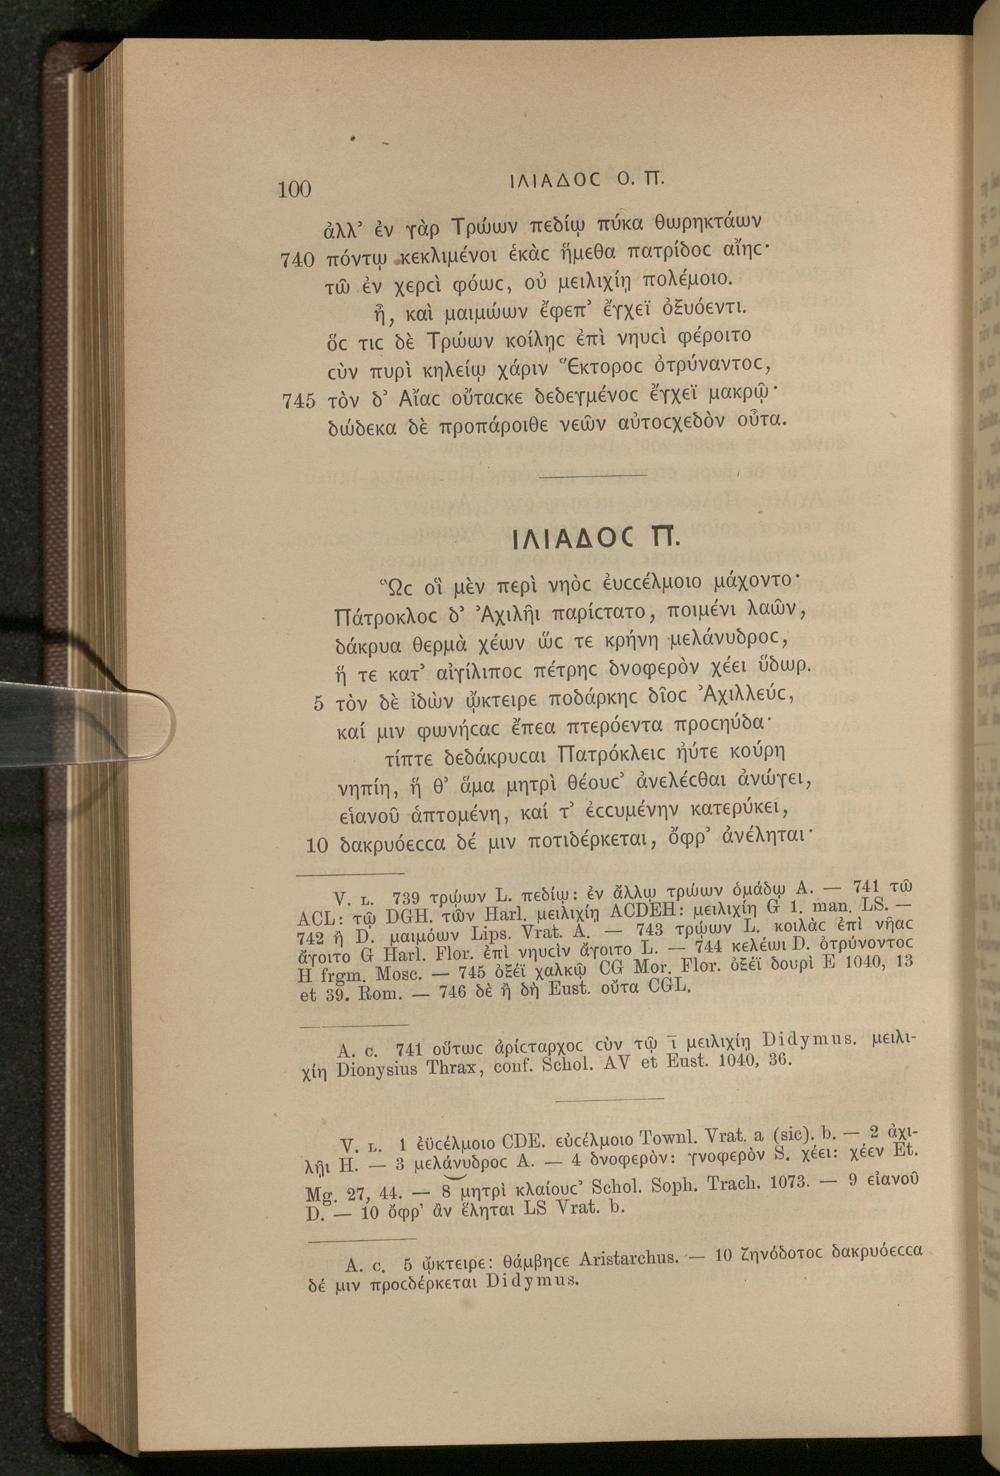 100
ΙΛΙΑΔΟϹ Ο. Π.
ἀλλ’ ἐν γὰρ Τρώων πεδίῳ πύκα θωρηκτάων
740 πόντῳ κεκλιμένοι ἑκὰϲ ἥμεθα πατρίδοϲ αἴηϲ·
τῶ ἐν χερϲὶ φόωϲ, οὐ μειλιχίῃ πολέμοιο.
ἦ, καὶ μαιμώων ἔφεπ’ ἔγχεϊ ὀξυόεντι.
ὅϲ τιϲ δὲ Τρώων κοίλῃϲ ἐπὶ νηυϲὶ φέροιτο
ϲὺν πυρὶ κηλείῳ χάριν Ἕκτοροϲ ὀτρύναντοϲ,
745 τὸν δ’ Αἴαϲ οὔταϲκε δεδεγμένοϲ ἔγχεϊ μακρῷ·
δώδεκα δὲ προπάροιθε νεῶν αὐτοϲχεδὸν οὖτα.
ΙΛΙΑΔΟϹ Π.
Ὣϲ οἳ μὲν περὶ νηὸϲ ἐυϲϲέλμοιο μάχοντο·
Πάτροκλοϲ δ’ Ἀχιλῆι παρίϲτατο, ποιμένι λαῶν,
δάκρυα θερμὰ χέων ὥϲ τε κρήνη μελάνυδροϲ,
ἥ τε κατ’ αἰγίλιποϲ πέτρηϲ δνοφερὸν χέει ὕδωρ.
5 τὸν δὲ ἰδὼν ᾤκτειρε ποδάρκηϲ δῖοϲ Ἀχιλλεύϲ,
καί μιν φωνήϲαϲ ἔπεα πτερόεντα προϲηύδα·
τίπτε δεδάκρυϲαι Πατρόκλειϲ ἠύτε κούρη
νηπίη, ἥ θ’ ἅμα μητρὶ θέουϲ’ ἀνελέϲθαι ἀνώγει,
εἰανοῦ ἁπτομένη, καί τ’ ἐϲϲυμένην κατερύκει,
10 δακρυόεϲϲα δέ μιν ποτιδέρκεται, ὄφρ’ ἀνέληται·
V. L. 739 τρώων L. πεδίῳ: ἐν ἄλλῳ τρώων ὁμάδῳ A. — 741 τῶ
ACL: τῷ DGH. τῶν Harl. μειλιχίη ACDEH: μειλιχίῃ G 1. man. LS. —
742 ἢ D. μαιμόων Lips. Vrat. A. — 743 τρώων L. κοιλὰϲ ἐπὶ νῆαϲ
ἄγοιτο G Harl. Flor. ἐπὶ νηυϲὶν ἄγοιτο L. — 744 κελέωι D. ὀτρύνοντοϲ
H frgm. Mosc. — 745 ὀξέϊ χαλκῷ CG Mor. Flor. ὀξέϊ δουρὶ E 1040, 13
et 39. Rom. — 746 δὲ ἢ δὴ Eust. οὔτα CGL.
A. C. 741 οὕτωϲ ἀρίϲταρχοϲ ϲὺν τῷ ῑ μειλιχίῃ Didymus. μειλι-
χίη Dionysius Thrax, conf. Schol. AV et Eust. 1040, 36.
V. L. 1 ἐϋϲέλμοιο CDE. εὐϲέλμοιο Townl. Vrat. a (sic). b. — 2 ἀχι-
λῆι H. — 3 μελάνυδροϲ A. — 4 δνοφερὸν: γνοφερὸν S. χέει: χέεν Et.
Mg. 27, 44. — 8 μητρὶ κλαίουϲ’ Schol. Soph. Trach. 1073. — 9 εἰανοῦ
D. — 10 ὄφρ’ ἂν ἕληται LS Vrat. b.
A. C. 5 ᾤκτειρε: θάμβηϲε Aristarchus. — 10 Ζηνόδοτοϲ δακρυόεϲϲα
δέ μιν προϲδέρκεται Didymus.